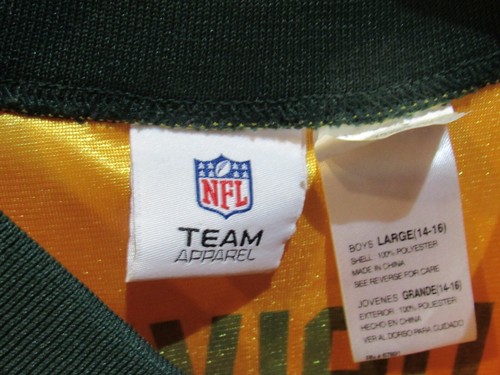 NFL
TEAM
APPAREL
BOYS LARGE(14-16)
SHELL: 100% POLYESTER
MADE IN CHINA
SEE REVERSE FOR CARE
JOVENES GRANDE(14-16)
EXTERIOR: 100% POLIESTER
HECHO EN CHINA
VER AL DORSO PARA CUIDADO